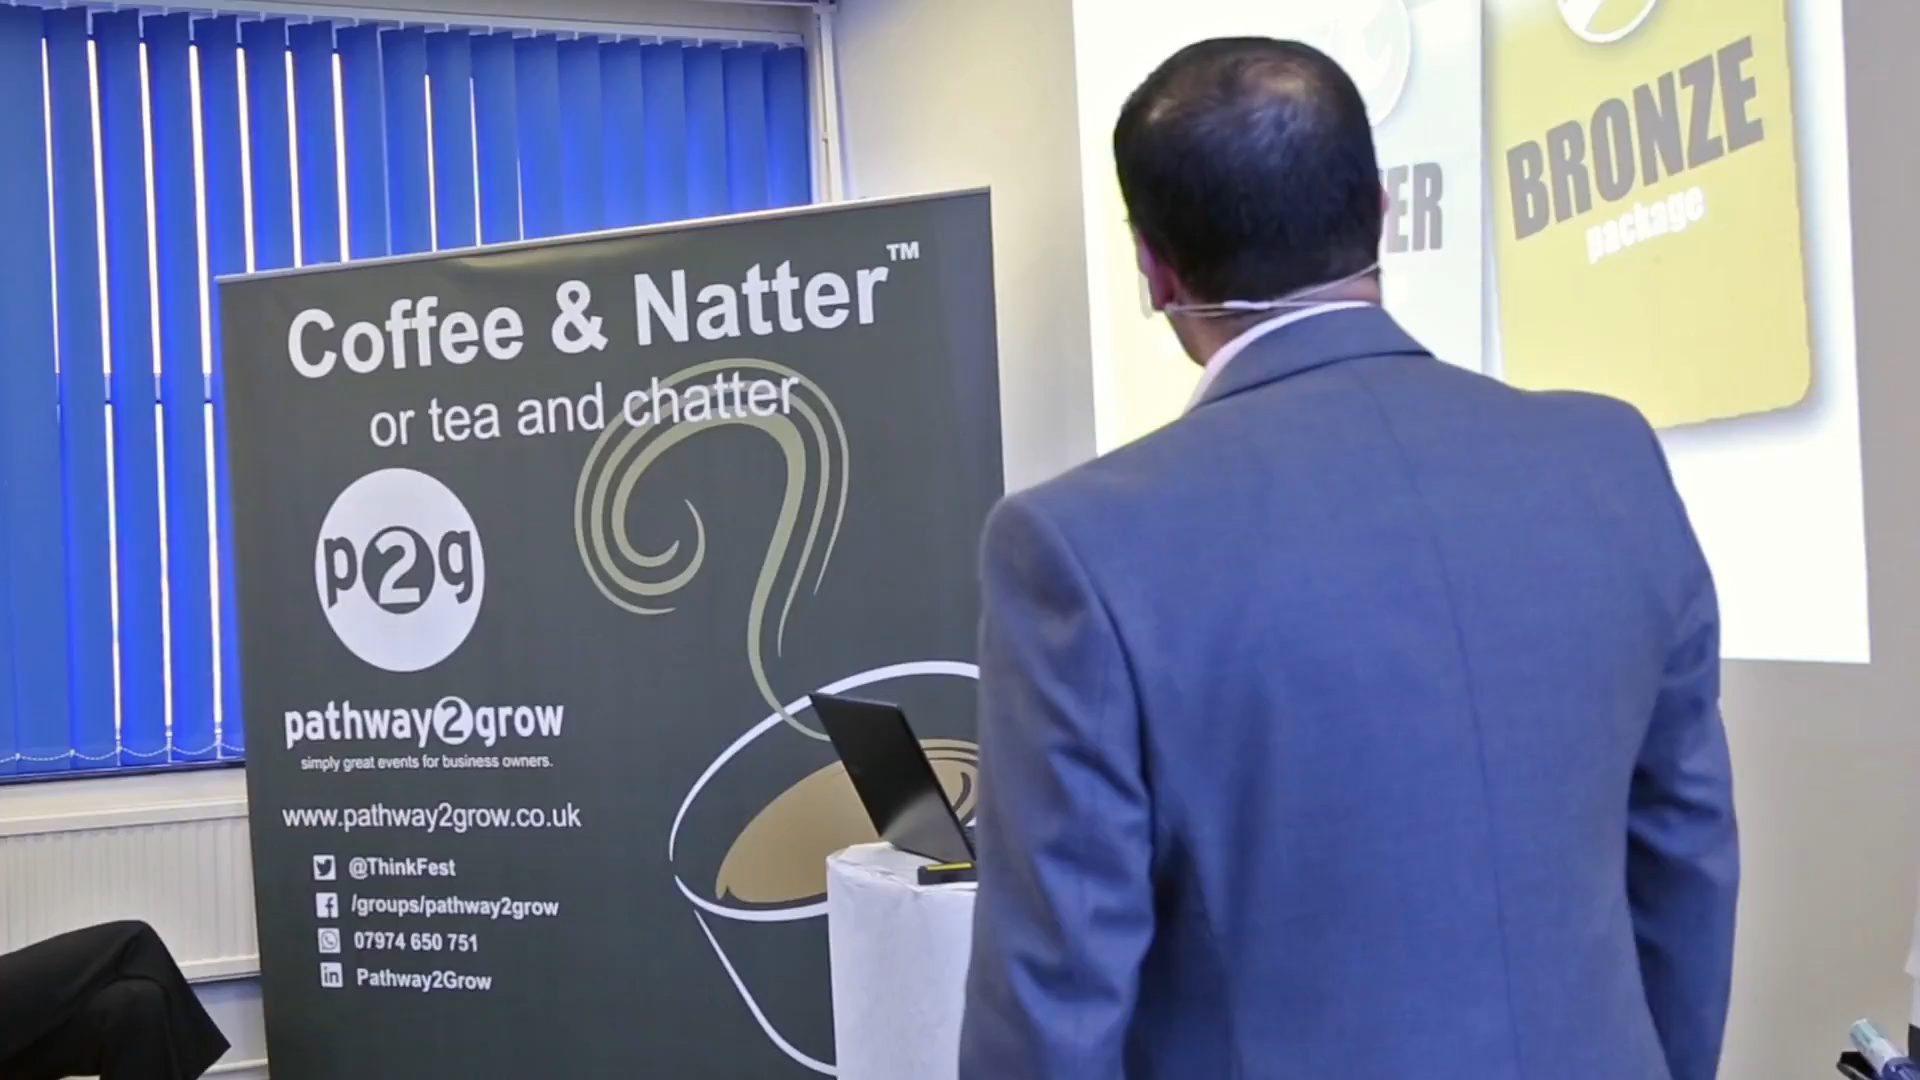 Coffee & Natter™
or tea and chatter
p2g
pathway2grow
simply great events for business owners.
www.pathway2grow.co.uk
@ThinkFest
/groups/pathway2grow
07974 650 751
in Pathway2Grow
ER
BRONZE
package